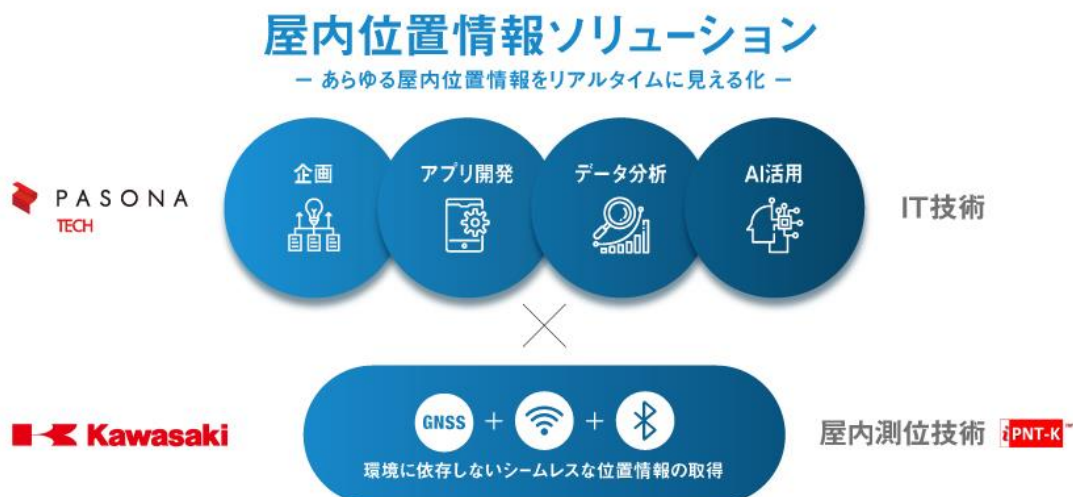 屋内位置情報ソリューション
− あらゆる屋内位置情報をリアルタイムに見える化 −
PASONA
TECH
企画
アプリ開発
データ分析
AI活用
IT技術
Kawasaki
GNSS + +
環境に依存しないシームレスな位置情報の取得
屋内測位技術 iPNT-K™